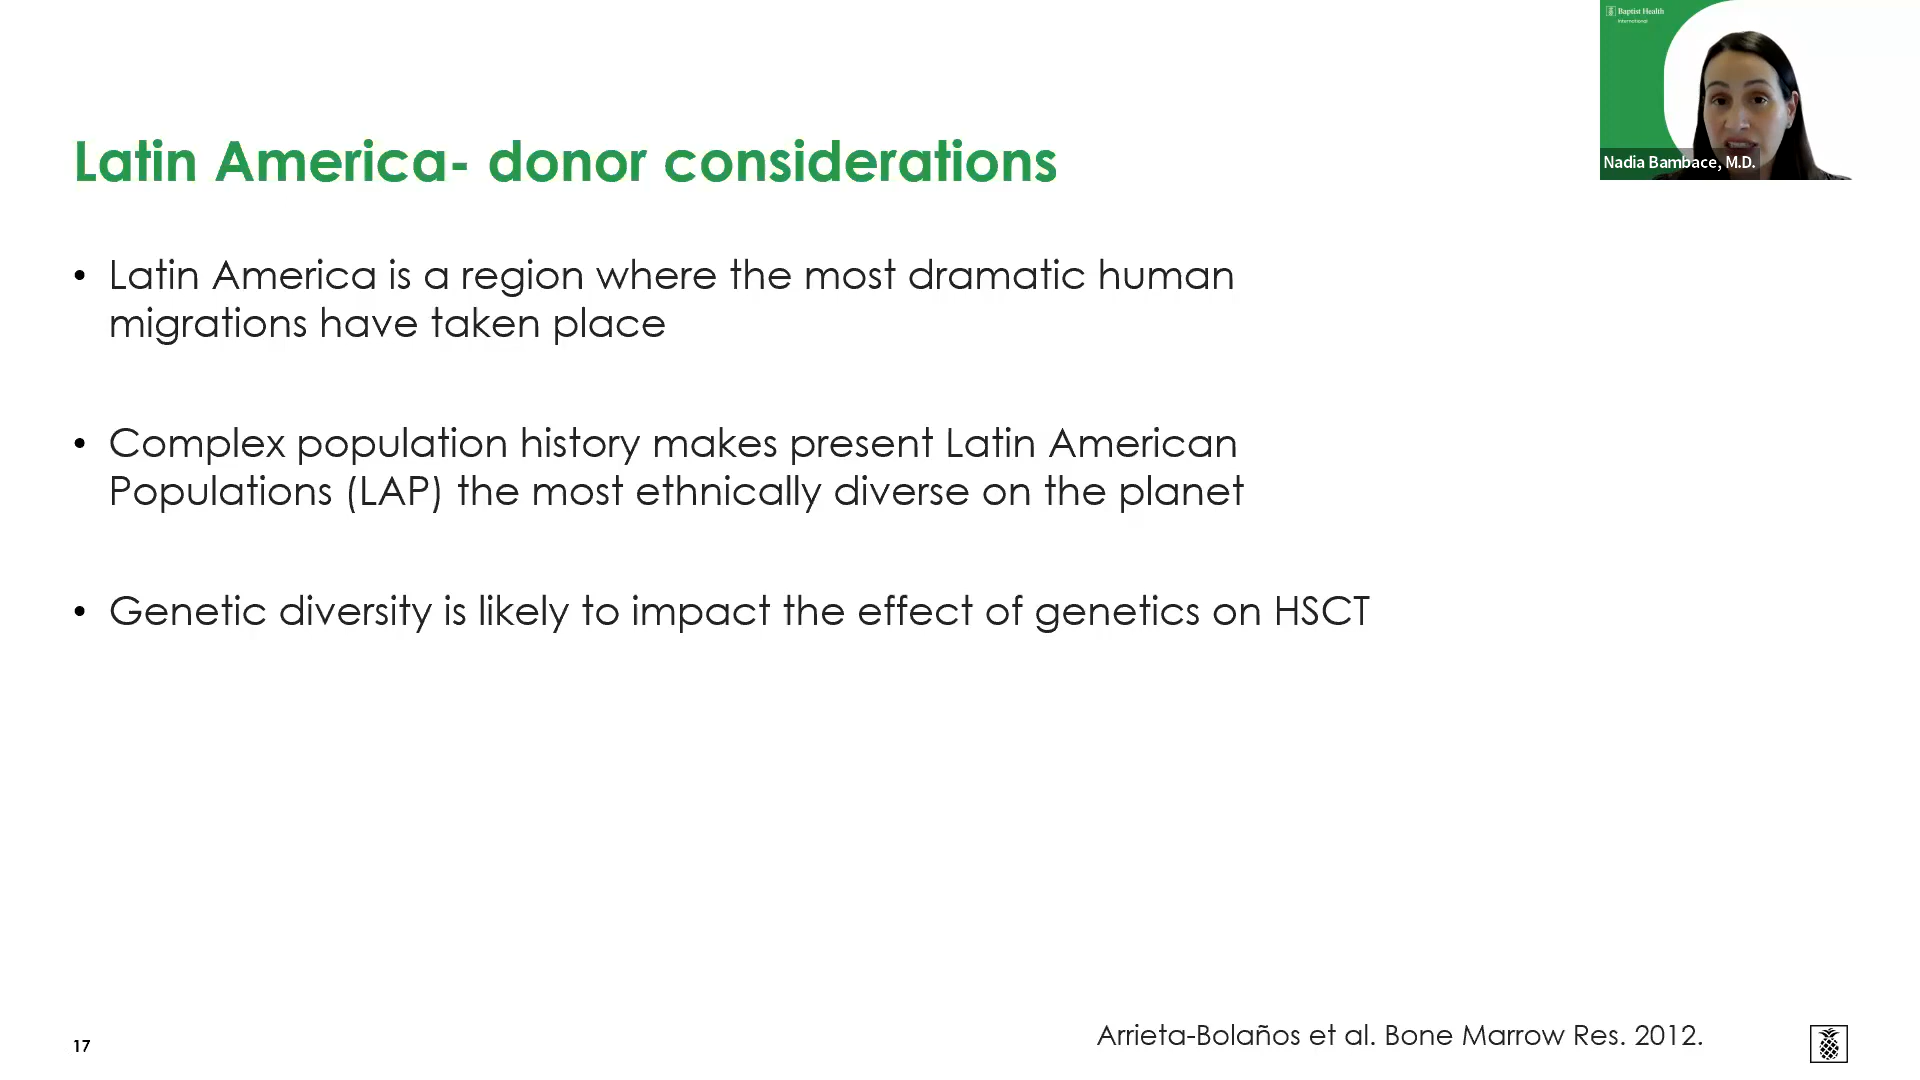 Baptist Health
International
Nadia Bambace, M.D.
Latin America- donor considerations
• Latin America is a region where the most dramatic human
migrations have taken place
• Complex population history makes present Latin American
Populations (LAP) the most ethnically diverse on the planet
• Genetic diversity is likely to impact the effect of genetics on HSCT
Arrieta-Bolaños et al. Bone Marrow Res. 2012.
17